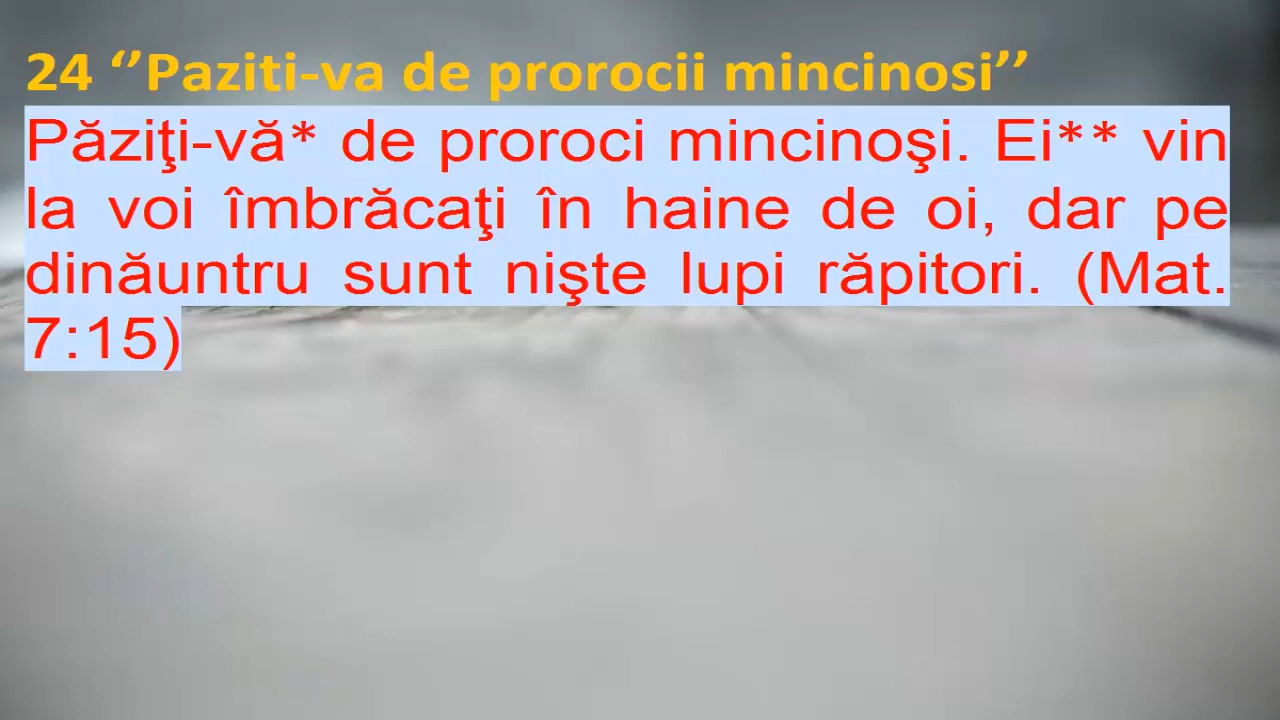 24 ‘’Paziti-va de prorocii mincinosi’’
Păziţi-vă* de proroci mincinoşi. Ei** vin
la voi îmbrăcaţi în haine de oi, dar pe
dinăuntru sunt nişte lupi răpitori. (Mat.
7:15)